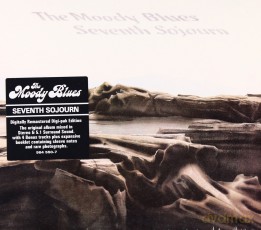 The Moody Blues
Seventh Sojourn
The
Moody Blues
SEVENTH SOJOURN
Digitally Remastered Digi-pak Edition
The original album mixed in
Stereo & 5.1 Surround Sound,
with 4 Bonus tracks plus expansive
booklet containing sleeve notes
and rare photographs.